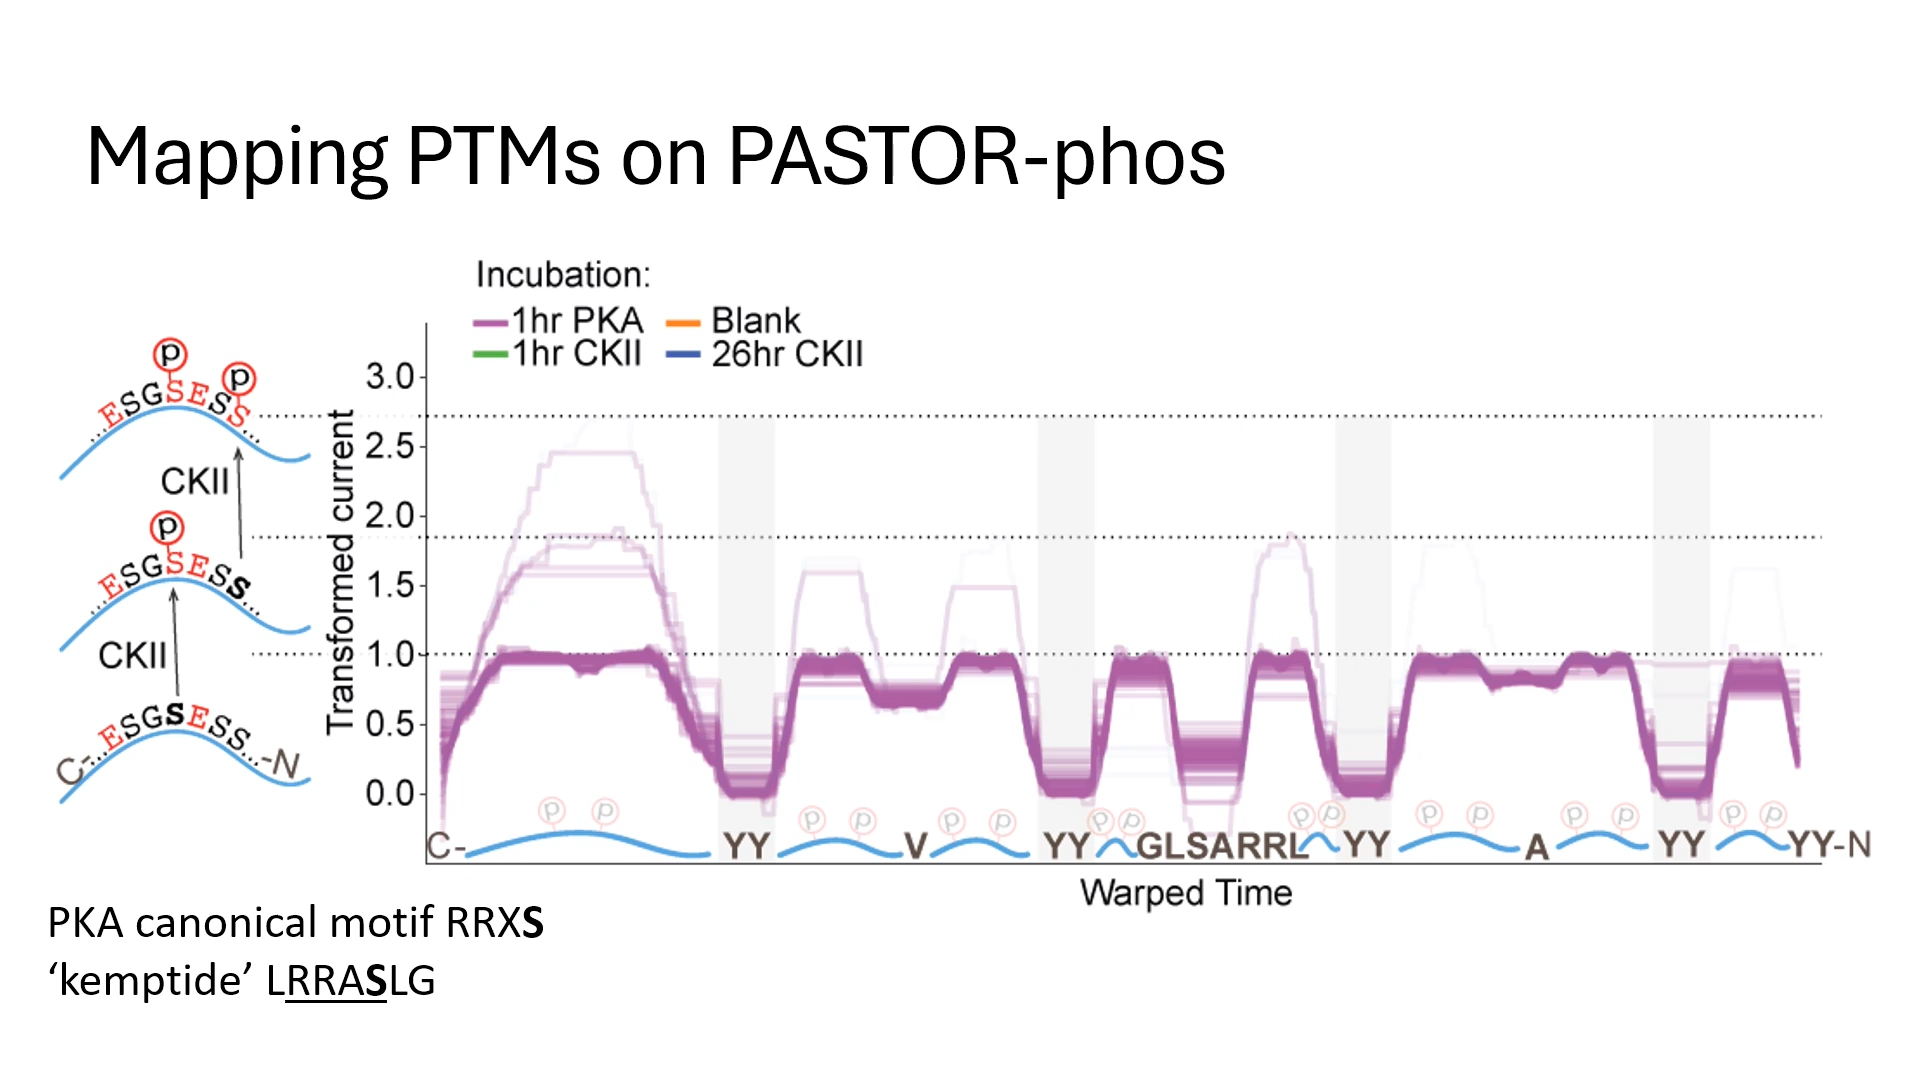 Mapping PTMs on PASTOR-phos
Incubation:
1hr PKA
Blank
1hr CKII
26hr CKII
P
P
ESGSESS...
CKII
P
...ESGSESS...
CKII
C-...ESGSESS...-N
Transformed current
3.0
2.5
2.0
1.5
1.0
0.5
0.0
P P P P P P P P P P P P P P P P
C- YY V YY GLSARRL YY A YY YY-N
Warped Time
PKA canonical motif RRXS
‘kemptide’ LRRASLG